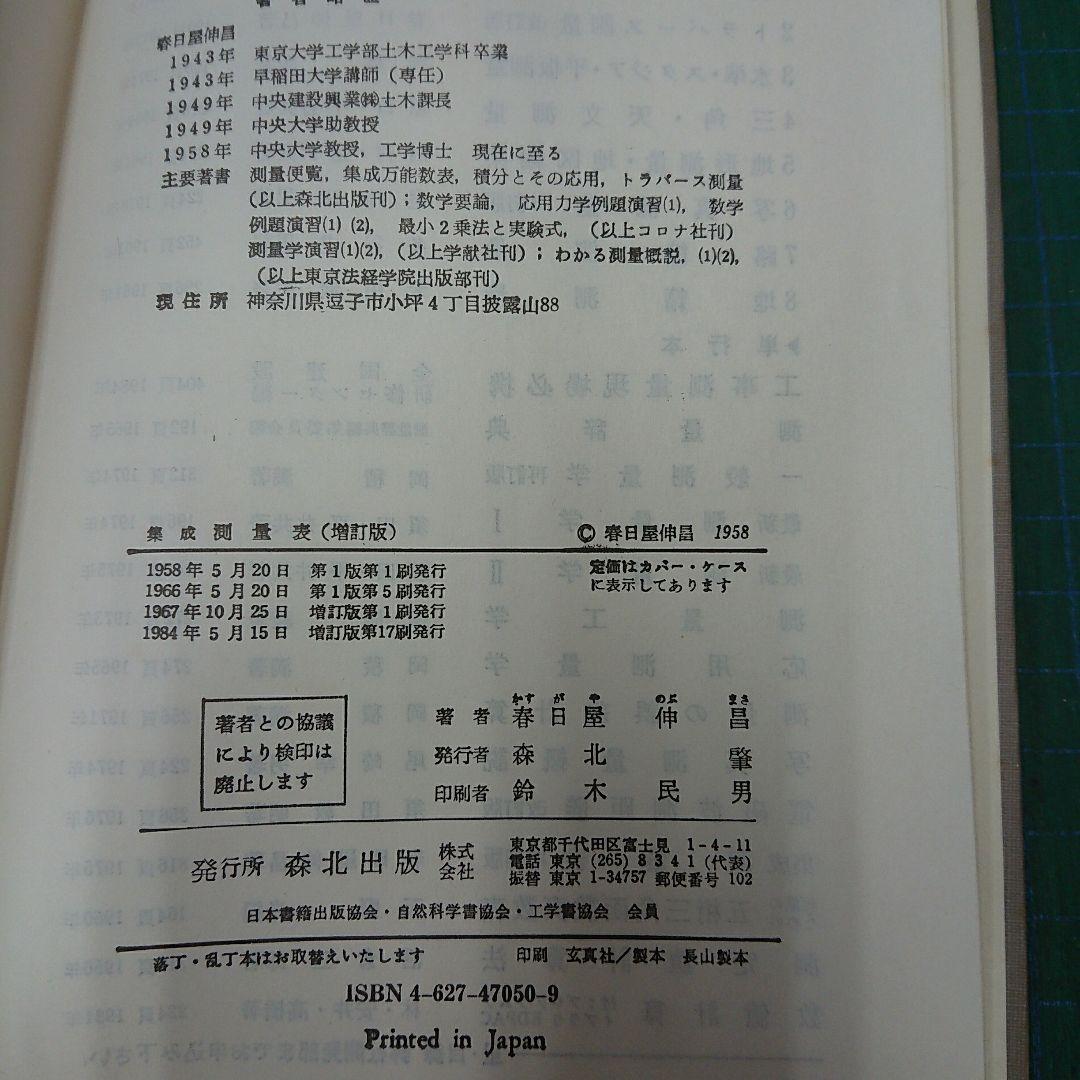 著者略歴
春日屋伸昌
1943年 東京大学工学部土木工学科卒業
1943年 早稲田大学講師（専任）
1949年 中央建設興業㈱土木課長
1949年 中央大学助教授
1958年 中央大学教授，工学博士 現在に至る
主要著書 測量便覧，集成万能数表，積分とその応用，トラバース測量
（以上森北出版刊）；数学要論，応用力学例題演習(1)，数学
例題演習(1) (2)，最小２乗法と実験式，（以上コロナ社刊）
測量学演習(1)(2)，（以上学献社刊）；わかる測量概説，(1)(2)，
（以上東京法経学院出版部刊）
現住所 神奈川県逗子市小坪４丁目披露山88
集成 測量表（増訂版）
© 春日屋伸昌 1958
1958年 5月20日 第1版第1刷発行
1966年 5月20日 第1版第5刷発行
1967年10月25日 増訂版第1刷発行
1984年 5月15日 増訂版第17刷発行
定価はカバー・ケース
に表示してあります
著者との協議
により検印は
廃止します
かすがや のぶ まさ
著者 春日屋 伸昌
発行者 森北 肇
印刷者 鈴木民男
発行所 森北出版 株式会社
東京都千代田区富士見 1-4-11
電話 東京 (265) 8341 (代表)
振替 東京 1-34757 郵便番号 102
日本書籍出版協会・自然科学書協会・工学書協会 会員
落丁・乱丁本はお取替えいたします
印刷 玄真社／製本 長山製本
ISBN 4-627-47050-9
Printed in Japan